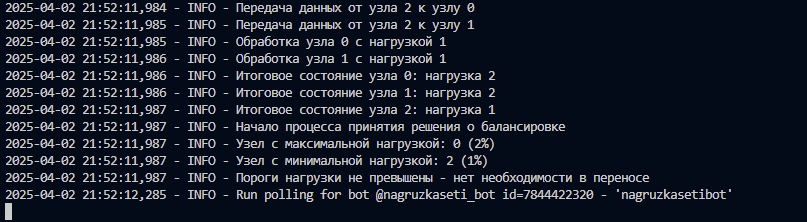 2025-04-02 21:52:11,984 - INFO - Передача данных от узла 2 к узлу 0
2025-04-02 21:52:11,985 - INFO - Передача данных от узла 2 к узлу 1
2025-04-02 21:52:11,985 - INFO - Обработка узла 0 с нагрузкой 1
2025-04-02 21:52:11,986 - INFO - Обработка узла 1 с нагрузкой 1
2025-04-02 21:52:11,986 - INFO - Итоговое состояние узла 0: нагрузка 2
2025-04-02 21:52:11,986 - INFO - Итоговое состояние узла 1: нагрузка 2
2025-04-02 21:52:11,987 - INFO - Итоговое состояние узла 2: нагрузка 1
2025-04-02 21:52:11,987 - INFO - Начало процесса принятия решения о балансировке
2025-04-02 21:52:11,987 - INFO - Узел с максимальной нагрузкой: 0 (2%)
2025-04-02 21:52:11,987 - INFO - Узел с минимальной нагрузкой: 2 (1%)
2025-04-02 21:52:11,987 - INFO - Пороги нагрузки не превышены - нет необходимости в переносе
2025-04-02 21:52:12,285 - INFO - Run polling for bot @nagruzkaseti_bot id=7844422320 - 'nagruzkasetibot'